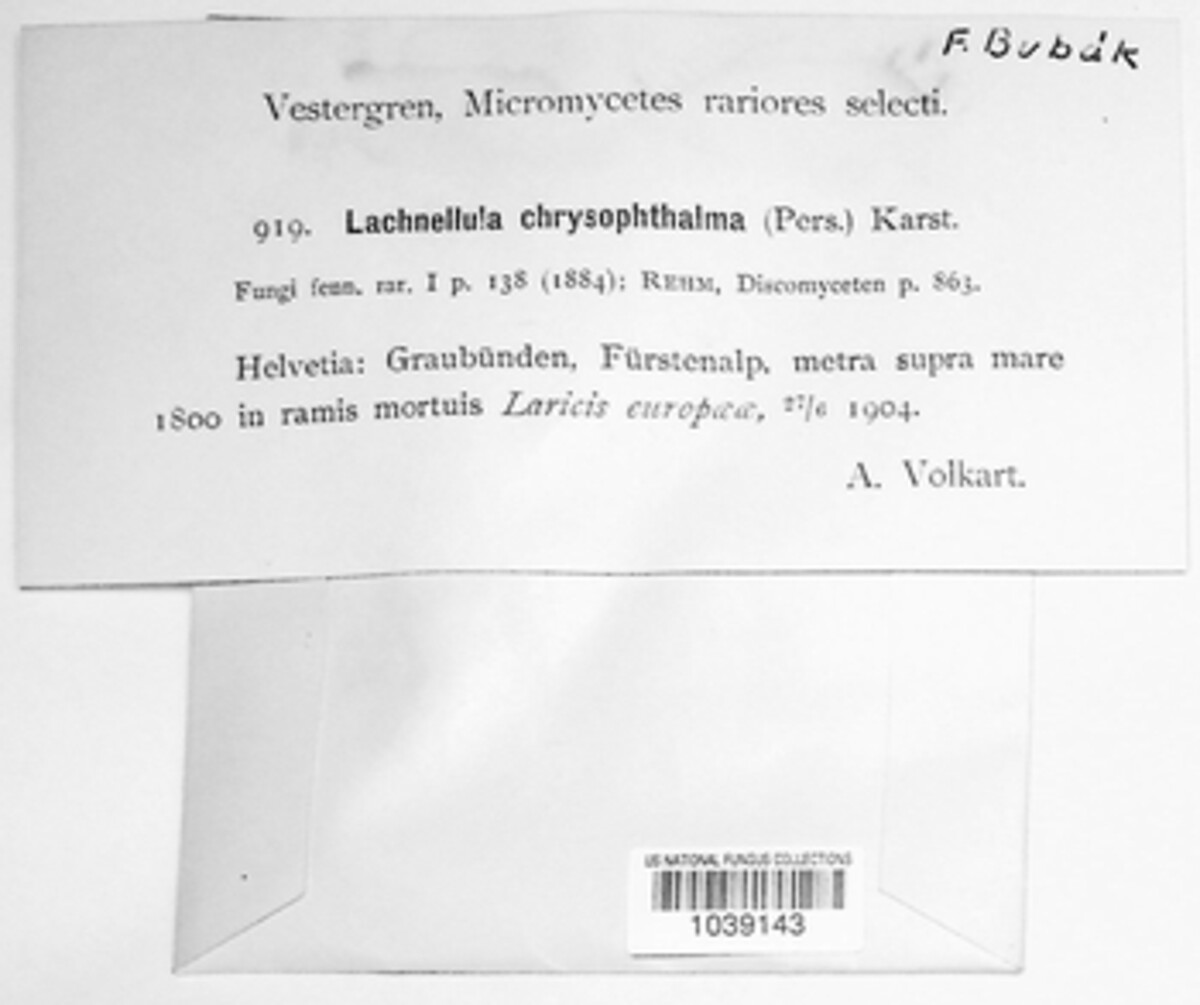 F. Bubák
Vestergren, Micromycetes rariores selecti.
919. Lachnellula chrysophthalma (Pers.) Karst.
Fungi fenn. rar. I p. 138 (1884); REHM, Discomyceten p. 863.
Helvetia: Graubünden, Fürstenalp, metra supra mare
1800 in ramis mortuis Laricis europææ, 27/6 1904.
A. Volkart.
US NATIONAL FUNGUS COLLECTIONS
1039143